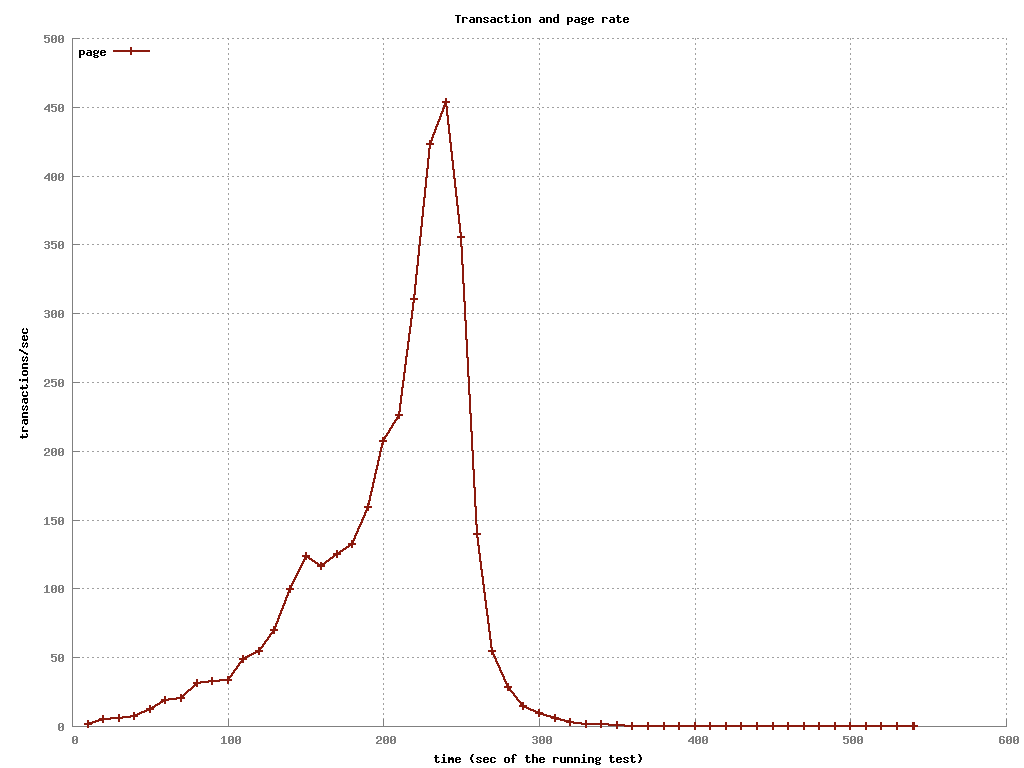 Transaction and page rate
page
500
450
400
350
300
250
200
150
100
50
0
transactions/sec
0 100 200 300 400 500 600
time (sec of the running test)